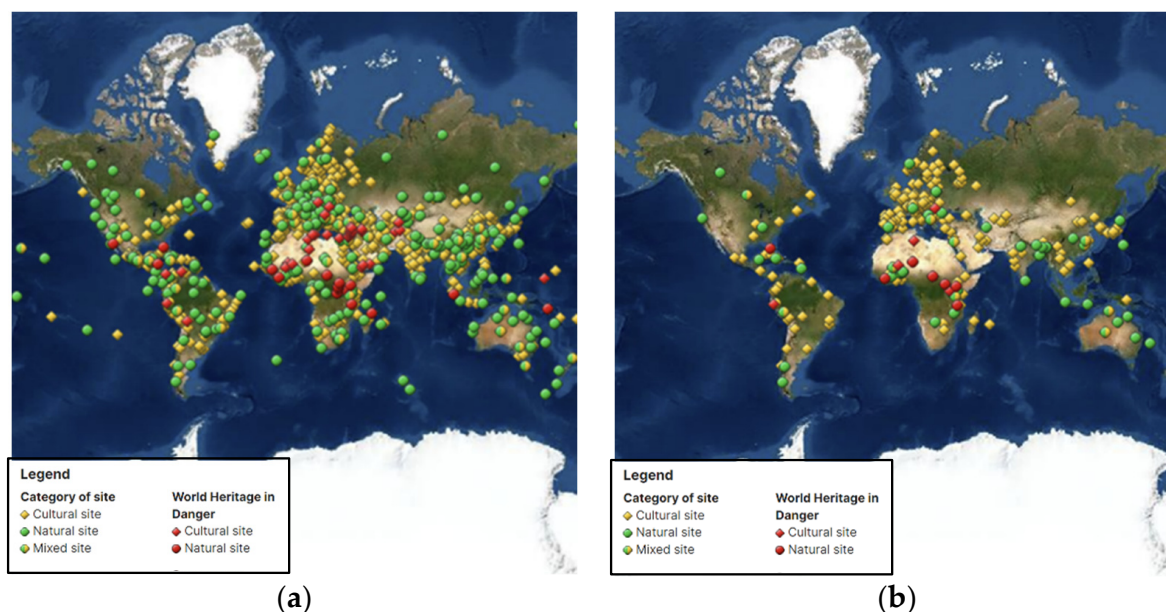 Legend
Category of site
Cultural site
Natural site
Mixed site
World Heritage in
Danger
Cultural site
Natural site
Legend
Category of site
Cultural site
Natural site
Mixed site
World Heritage in
Danger
Cultural site
Natural site
(a)
(b)